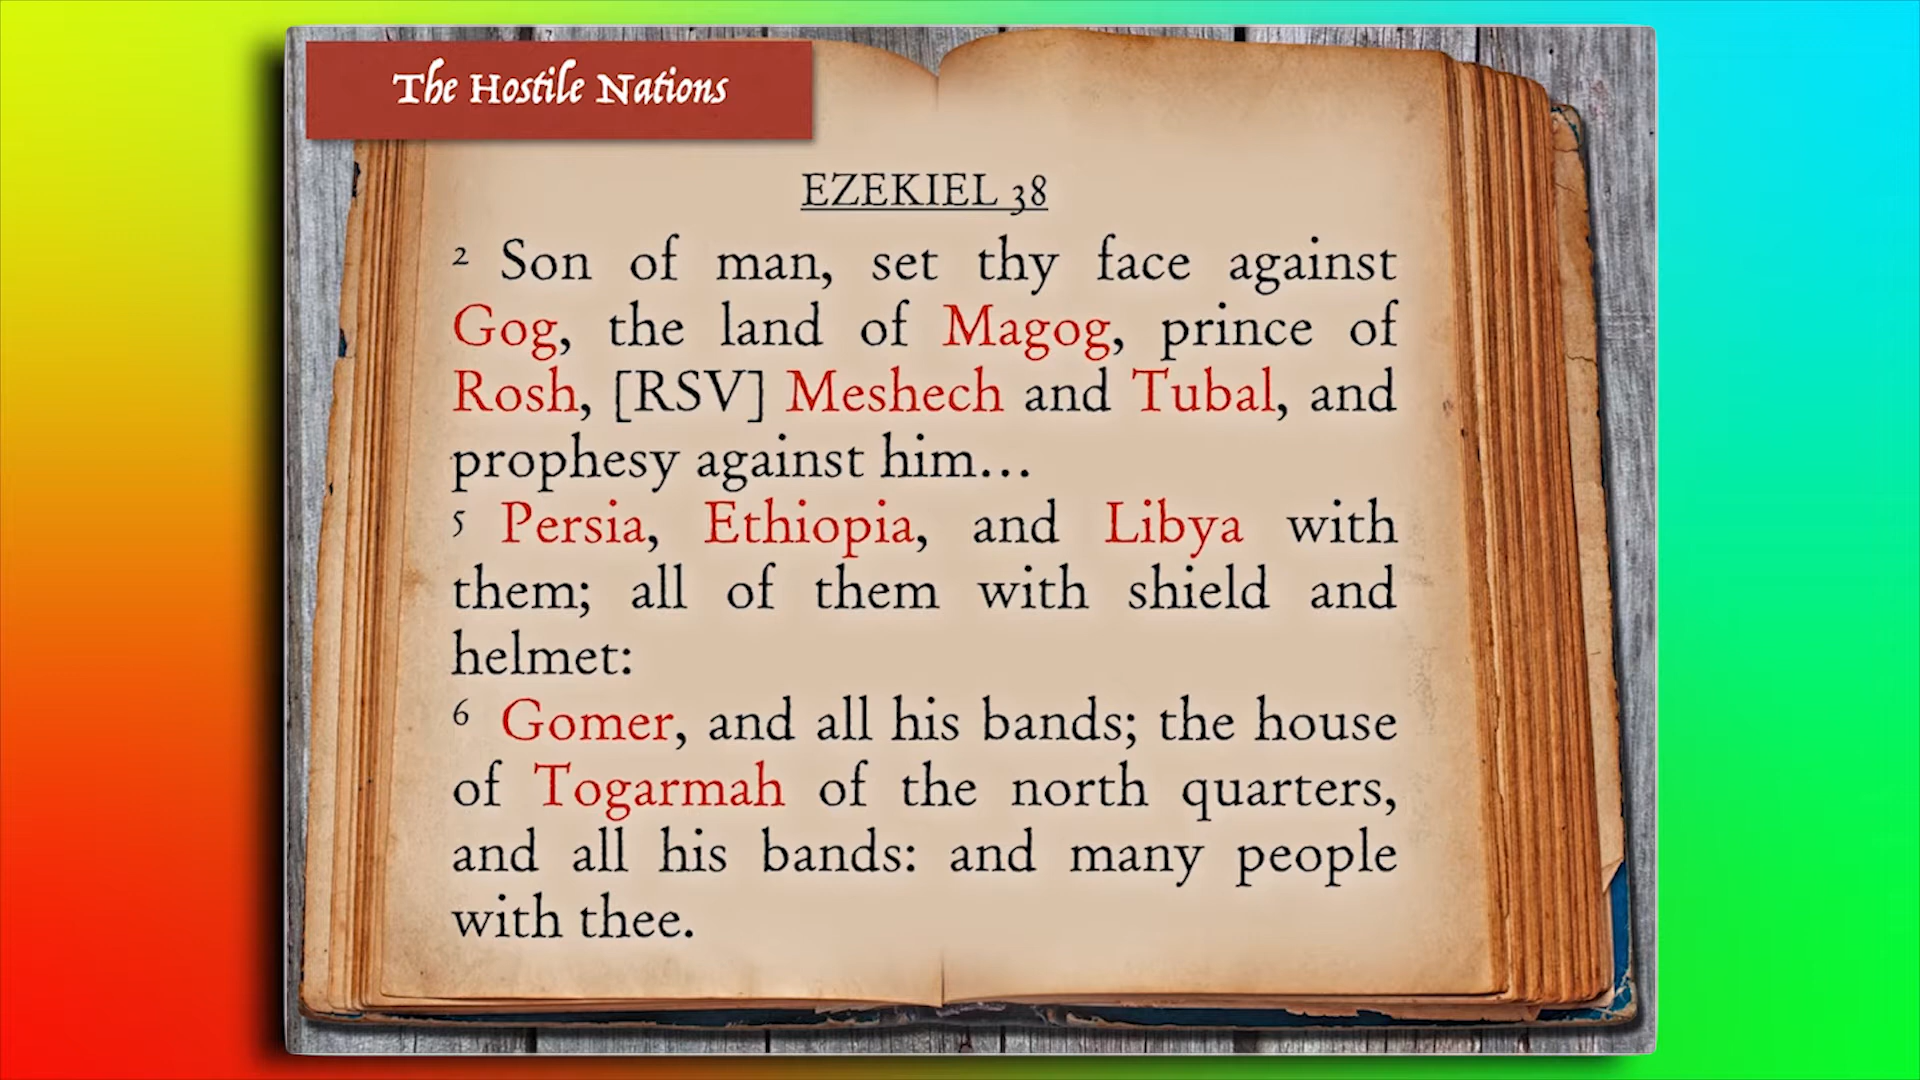 The Hostile Nations
EZEKIEL 38
2 Son of man, set thy face against
Gog, the land of Magog, prince of
Rosh, [RSV] Meshech and Tubal, and
prophesy against him...
5 Persia, Ethiopia, and Libya with
them; all of them with shield and
helmet:
6 Gomer, and all his bands; the house
of Togarmah of the north quarters,
and all his bands: and many people
with thee.